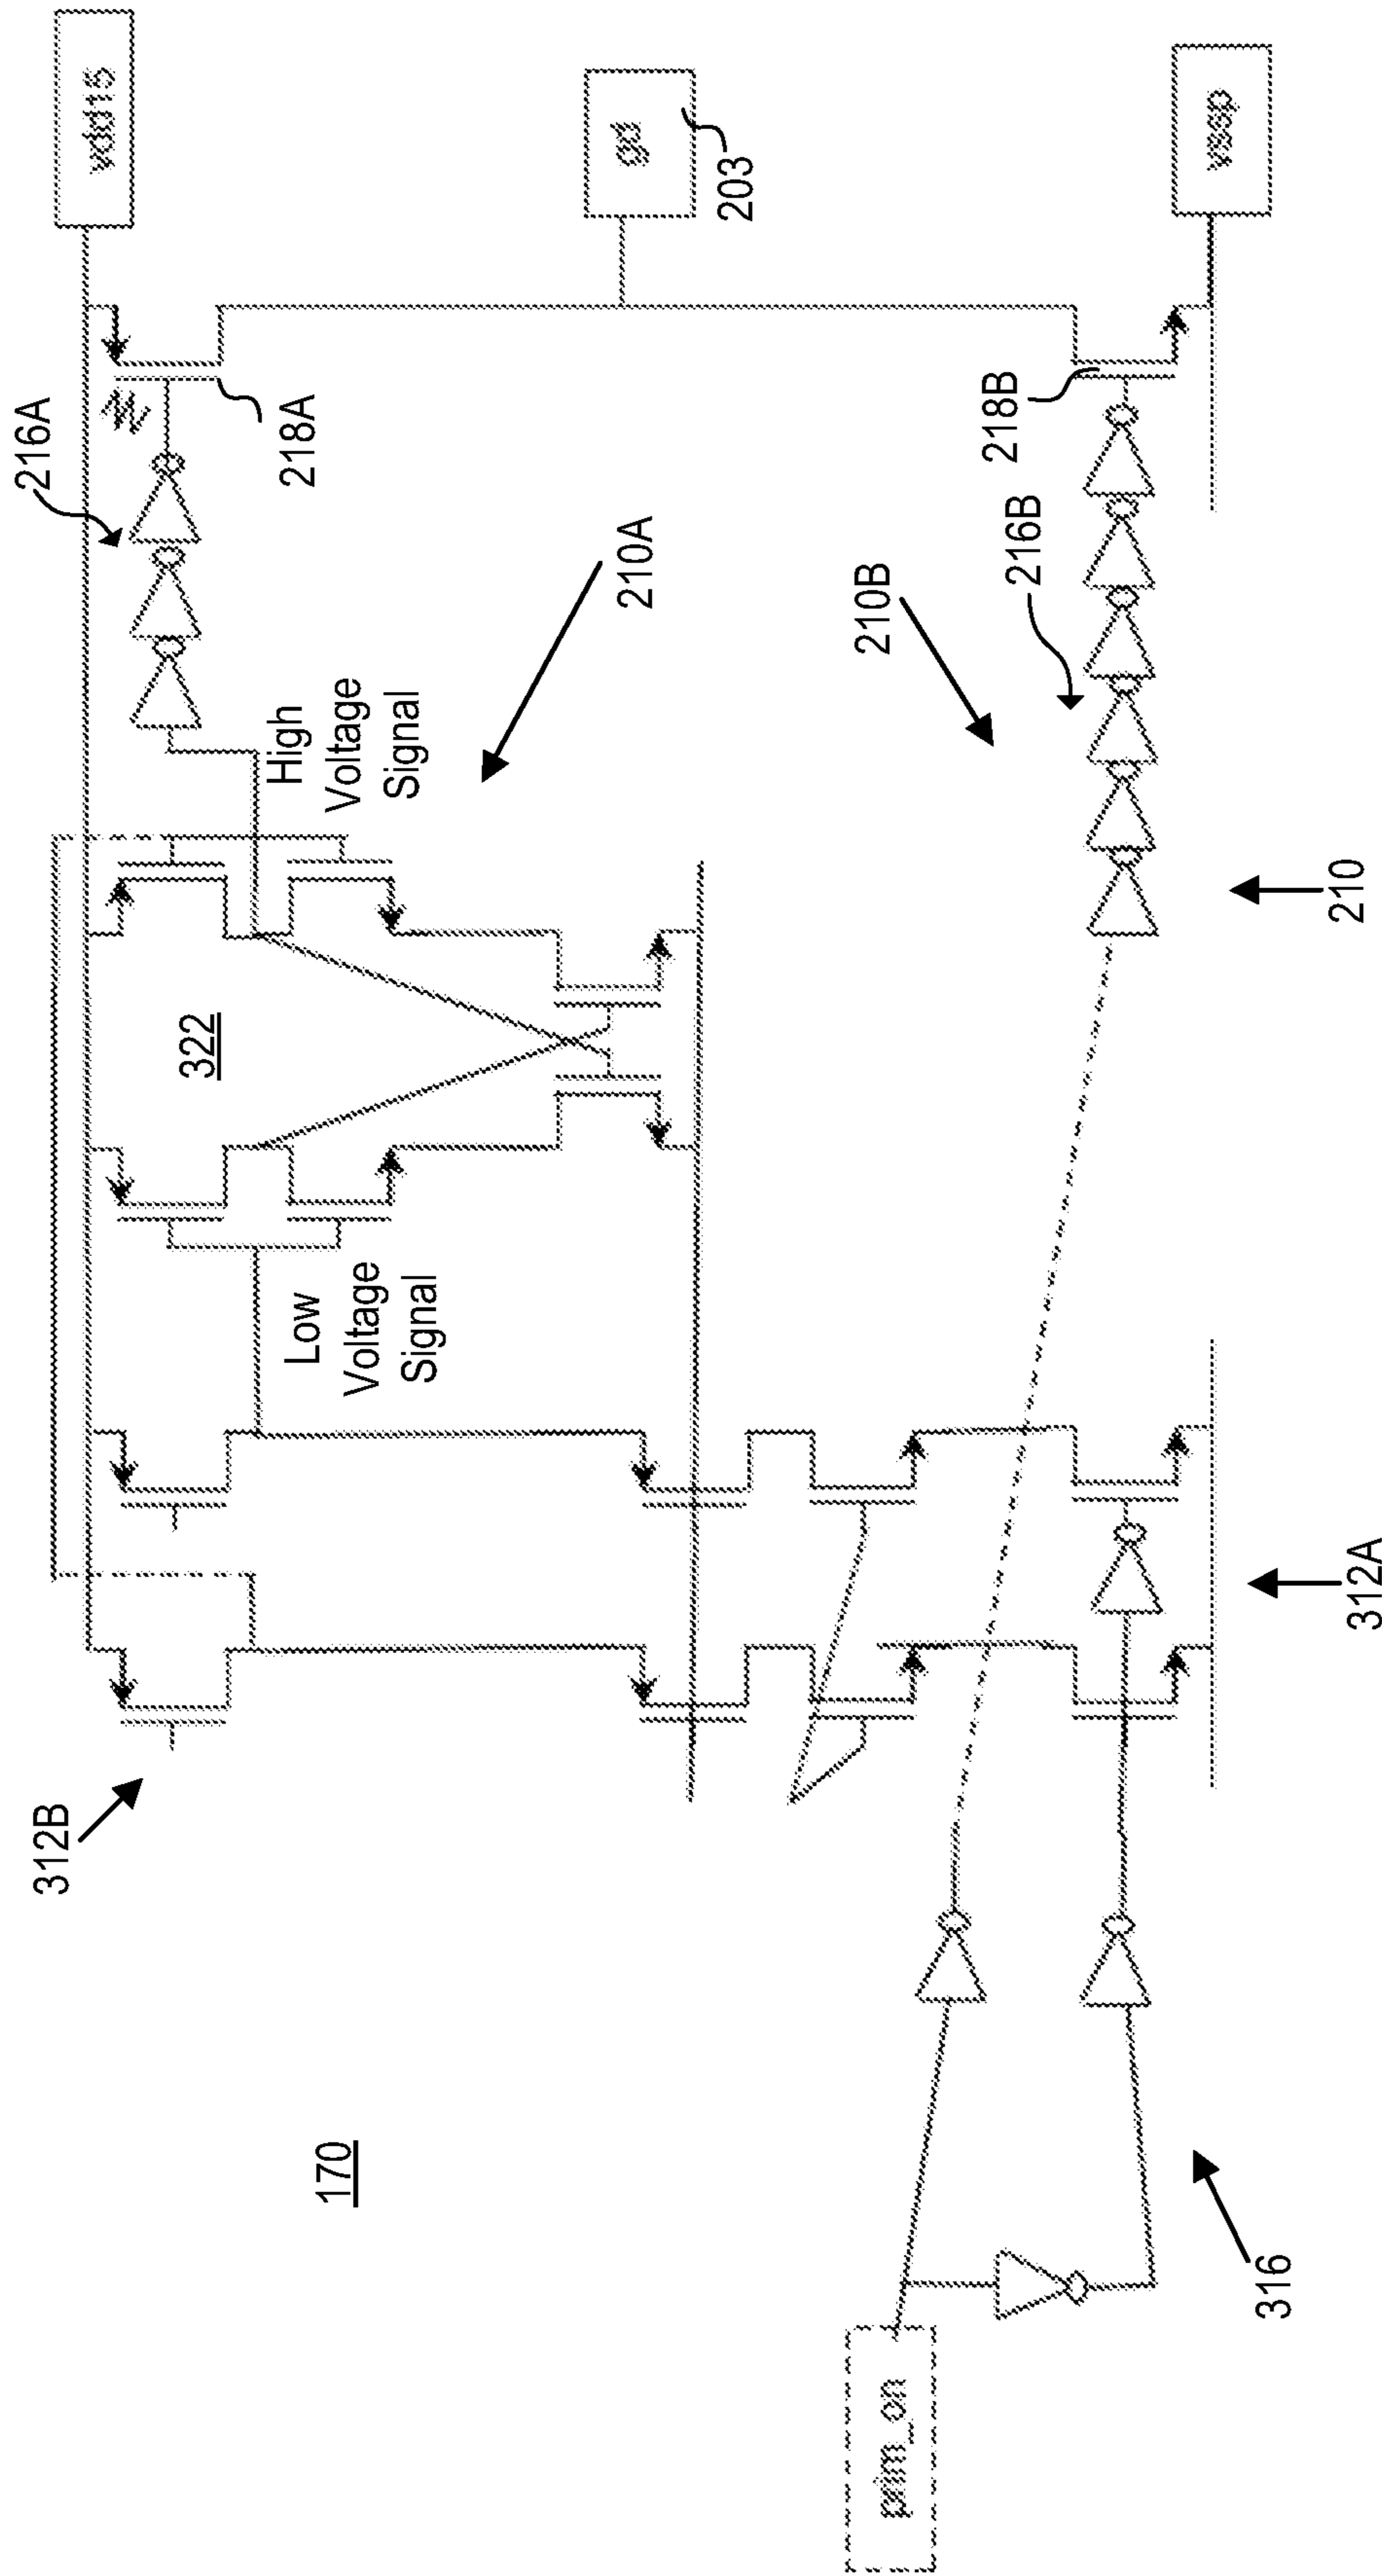 312B
216A
vdd15
322
High
Voltage
Signal
218A
Low
Voltage
Signal
210A
gd
203
170
210B
216B
218B
prim_on
vssp
316
312A
210